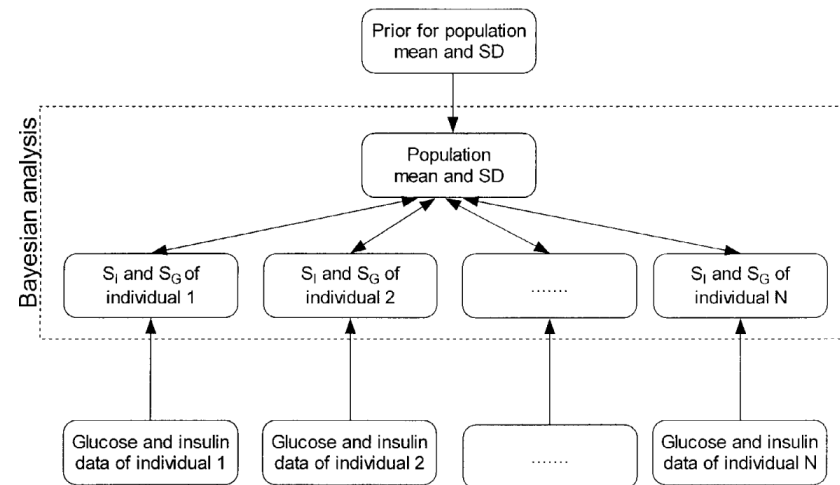 Prior for population
mean and SD
Bayesian analysis
Population
mean and SD
S_I and S_G of
individual 1
S_I and S_G of
individual 2
.......
S_I and S_G of
individual N
Glucose and insulin
data of individual 1
Glucose and insulin
data of individual 2
.......
Glucose and insulin
data of individual N